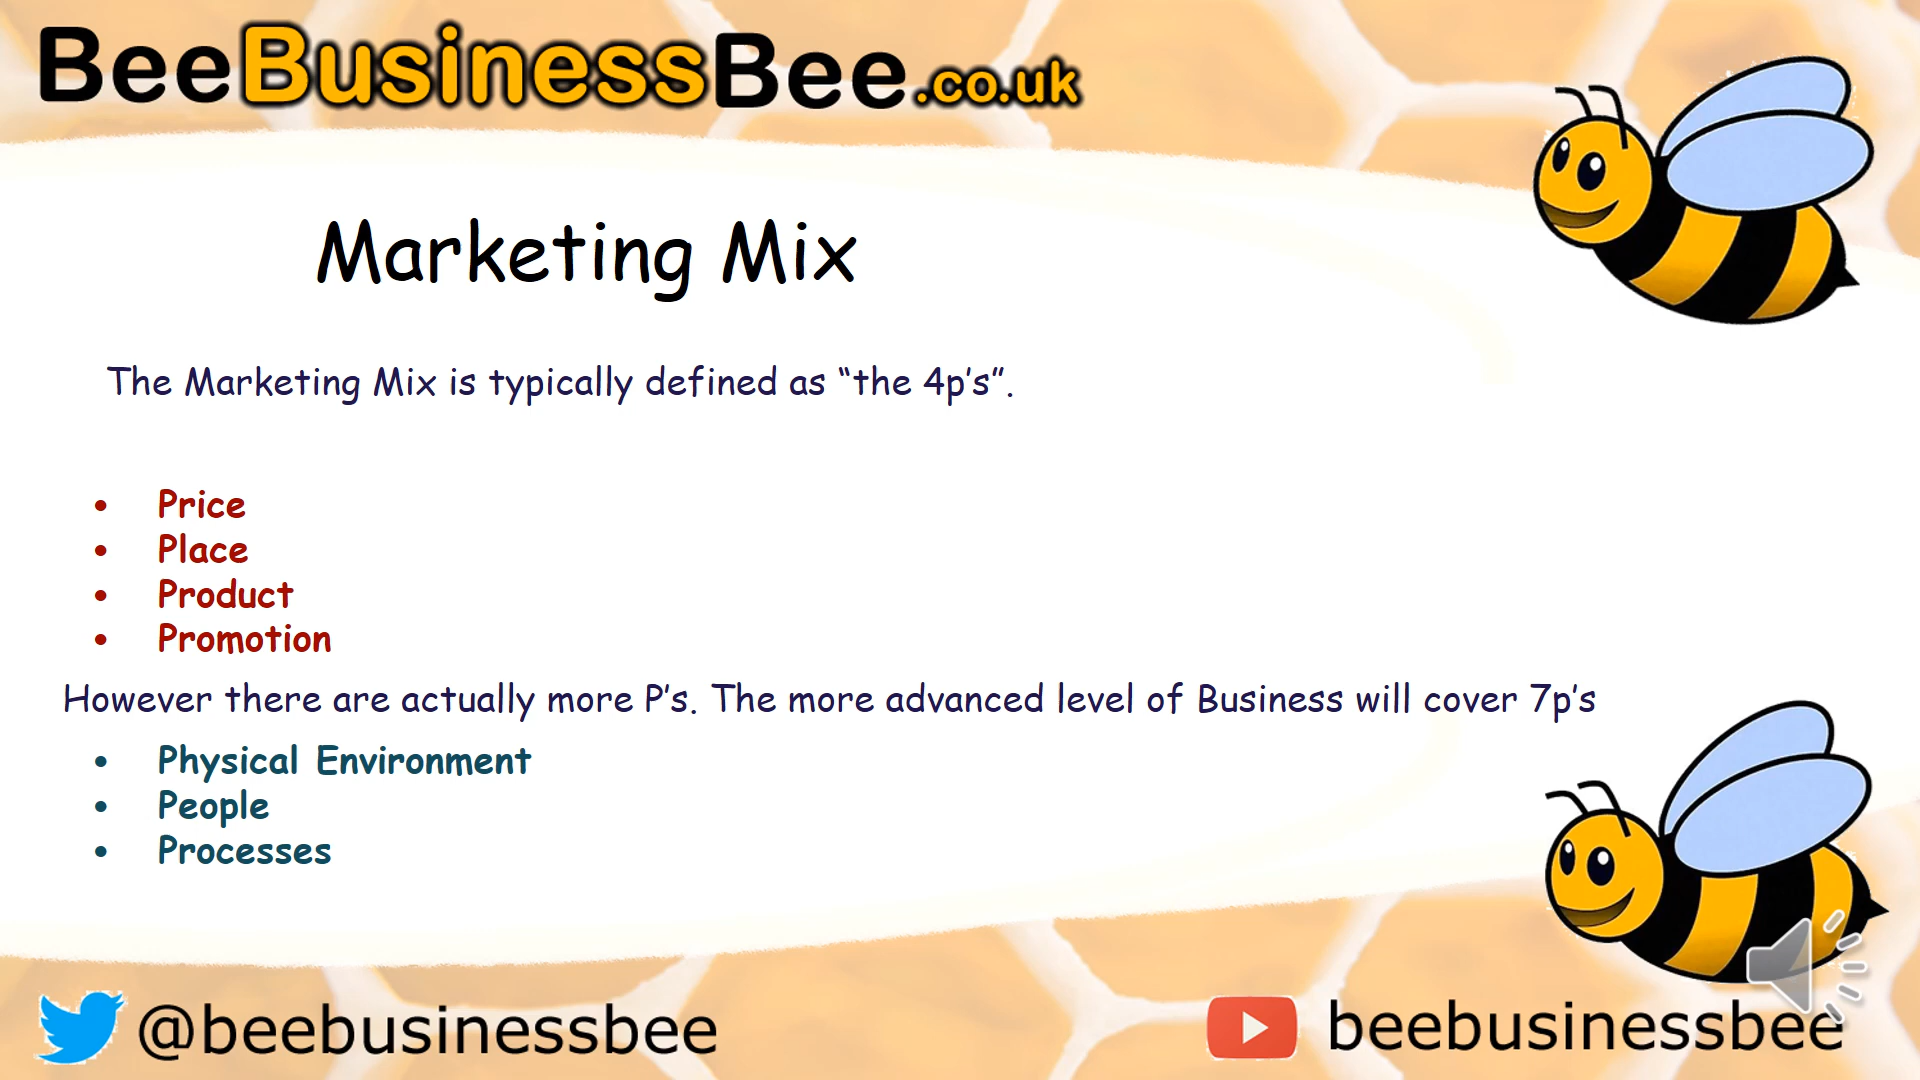 BeeBusinessBee.co.uk
Marketing Mix
The Marketing Mix is typically defined as “the 4p’s”.
• Price
• Place
• Product
• Promotion
However there are actually more P’s. The more advanced level of Business will cover 7p’s
• Physical Environment
• People
• Processes
@beebusinessbee
beebusinessbee